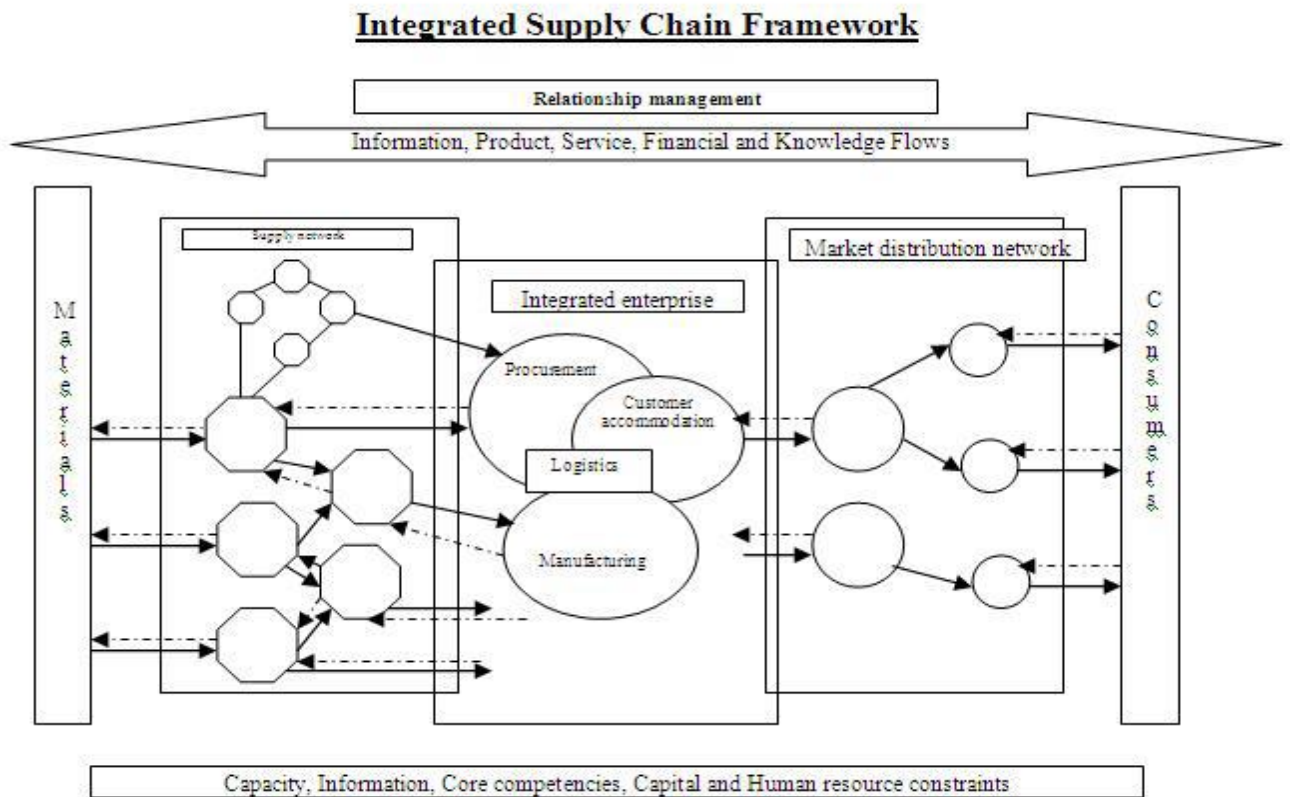 Integrated Supply Chain Framework
Relationship management
Information, Product, Service, Financial and Knowledge Flows
Supply network
Market distribution network
Integrated enterprise
Materials
Consumers
Procurement
Customer
accommodation
Logistics
Manufacturing
Capacity, Information, Core competencies, Capital and Human resource constraints